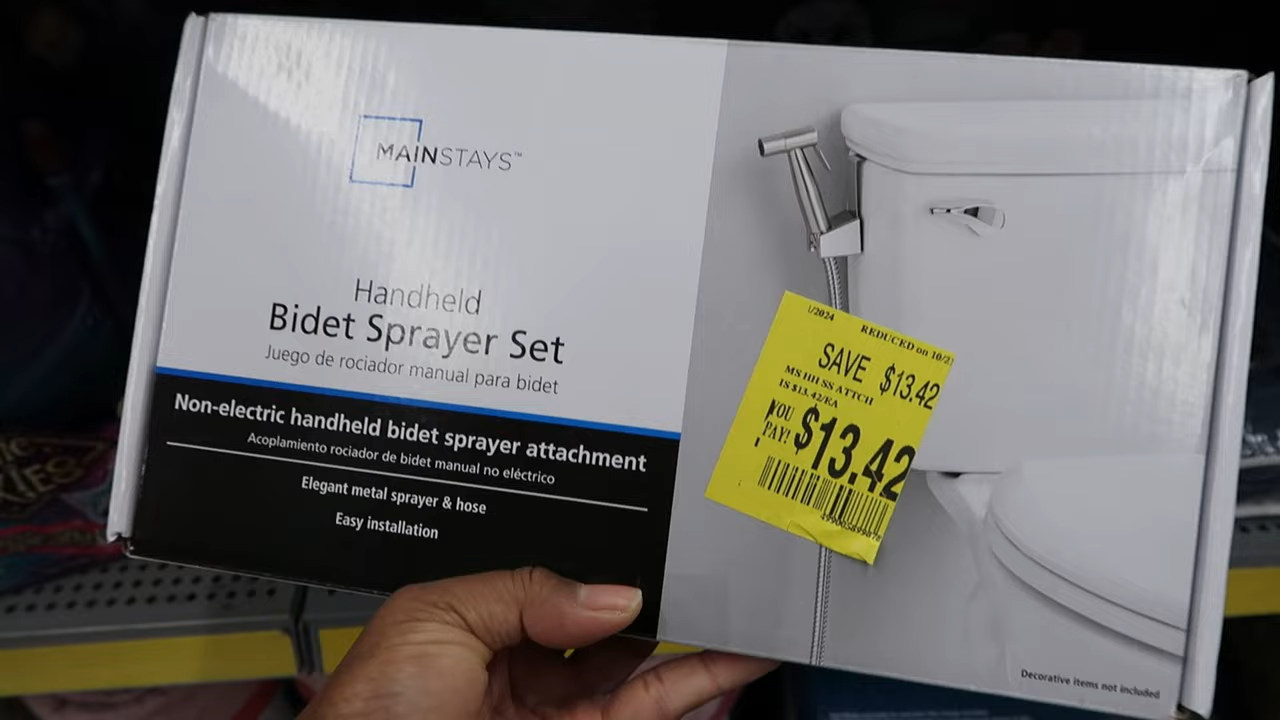 MAINSTAYS™
Handheld
Bidet Sprayer Set
Juego de rociador manual para bidet
Non-electric handheld bidet sprayer attachment
Acoplamiento rociador de bidet manual no eléctrico
Elegant metal sprayer & hose
Easy installation
/2024 REDUCED on 10/2
SAVE $13.42
MS HH SS ATTCH
IS $13.42/EA
YOU
PAY! $13.42
Decorative items not included